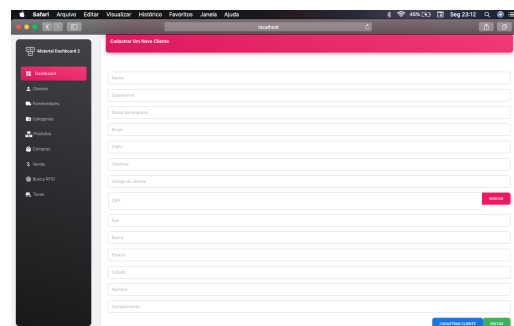 Safari Arquivo Editar Visualizar Histórico Favoritos Janela Ajuda 45% Seg 23:12
localhost
Material Dashboard 2
Cadastrar Um Novo Cliente
Dashboard
Clientes
Fornecedores
Categorias
Produtos
Compras
Venda
Busca RFID
Taxas
Nome
Sobrenome
Nome da empresa
Email
CNPJ
Telefone
Código do cliente
CEP
BUSCAR
Rua
Bairro
Estado
Cidade
Número
Complemento
CADASTRAR CLIENTE VOLTAR